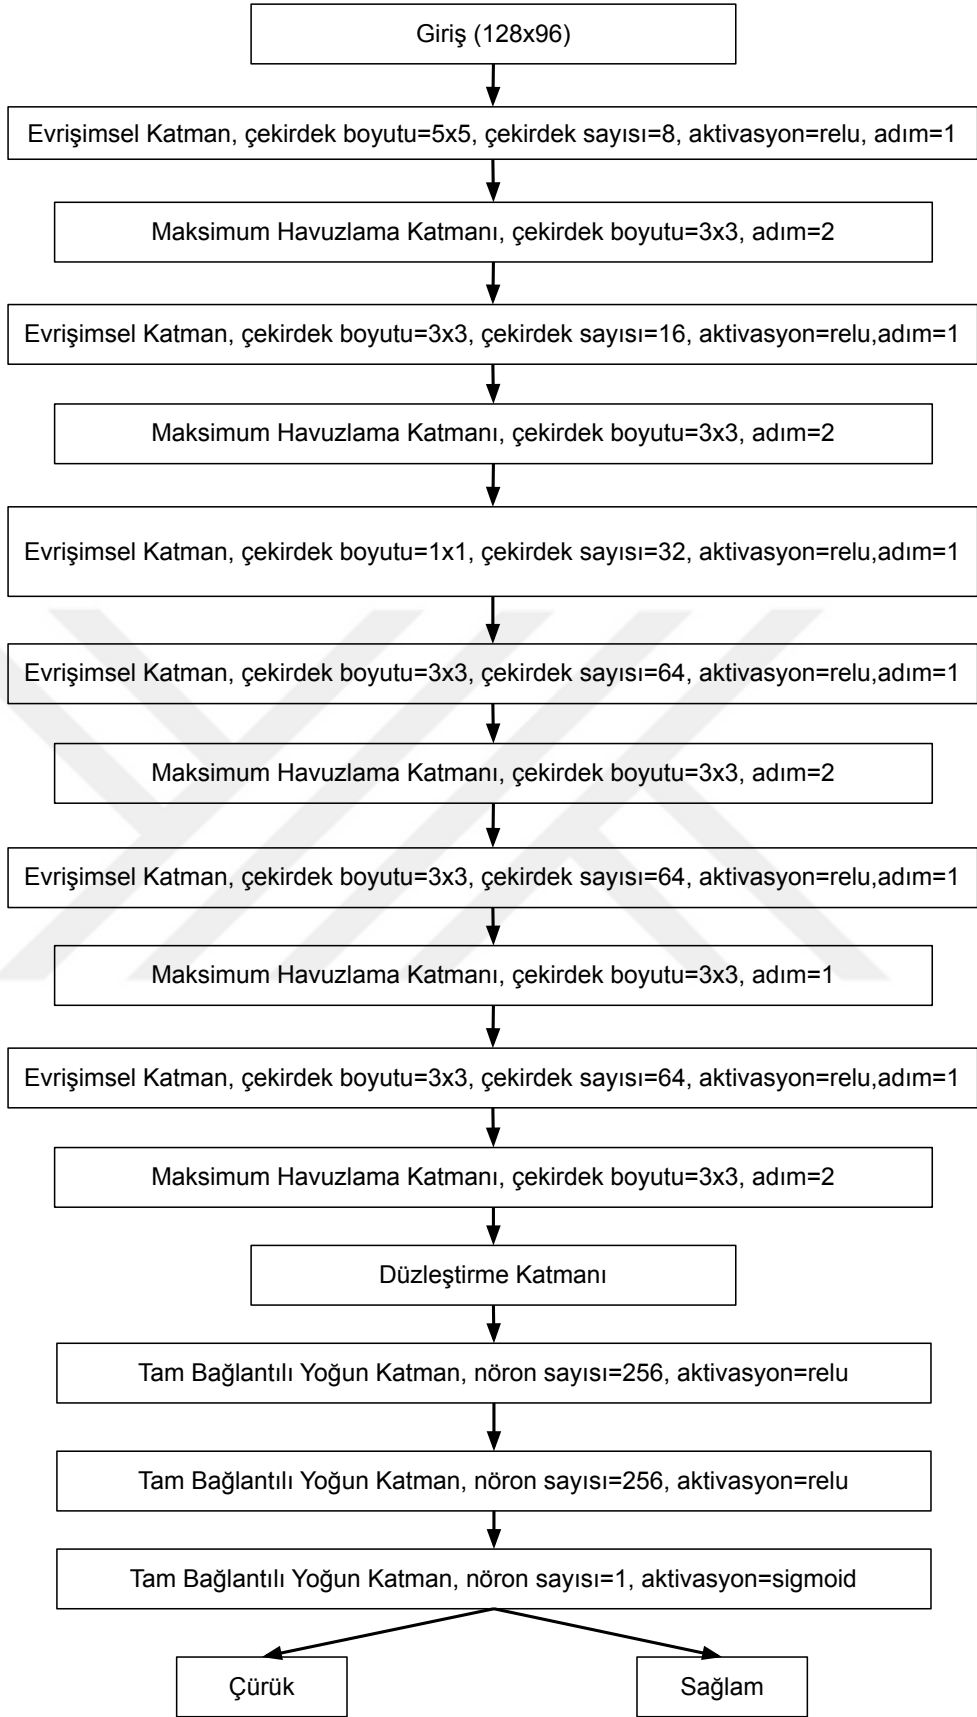 Giriş (128x96)
Evrişimsel Katman, çekirdek boyutu=5x5, çekirdek sayısı=8, aktivasyon=relu, adım=1
Maksimum Havuzlama Katmanı, çekirdek boyutu=3x3, adım=2
Evrişimsel Katman, çekirdek boyutu=3x3, çekirdek sayısı=16, aktivasyon=relu,adım=1
Maksimum Havuzlama Katmanı, çekirdek boyutu=3x3, adım=2
Evrişimsel Katman, çekirdek boyutu=1x1, çekirdek sayısı=32, aktivasyon=relu,adım=1
Evrişimsel Katman, çekirdek boyutu=3x3, çekirdek sayısı=64, aktivasyon=relu,adım=1
Maksimum Havuzlama Katmanı, çekirdek boyutu=3x3, adım=2
Evrişimsel Katman, çekirdek boyutu=3x3, çekirdek sayısı=64, aktivasyon=relu,adım=1
Maksimum Havuzlama Katmanı, çekirdek boyutu=3x3, adım=1
Evrişimsel Katman, çekirdek boyutu=3x3, çekirdek sayısı=64, aktivasyon=relu,adım=1
Maksimum Havuzlama Katmanı, çekirdek boyutu=3x3, adım=2
Düzleştirme Katmanı
Tam Bağlantılı Yoğun Katman, nöron sayısı=256, aktivasyon=relu
Tam Bağlantılı Yoğun Katman, nöron sayısı=256, aktivasyon=relu
Tam Bağlantılı Yoğun Katman, nöron sayısı=1, aktivasyon=sigmoid
Çürük
Sağlam